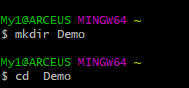 My1@ARCEUS MINGW64 ~
$ mkdir Demo
My1@ARCEUS MINGW64 ~
$ cd  Demo